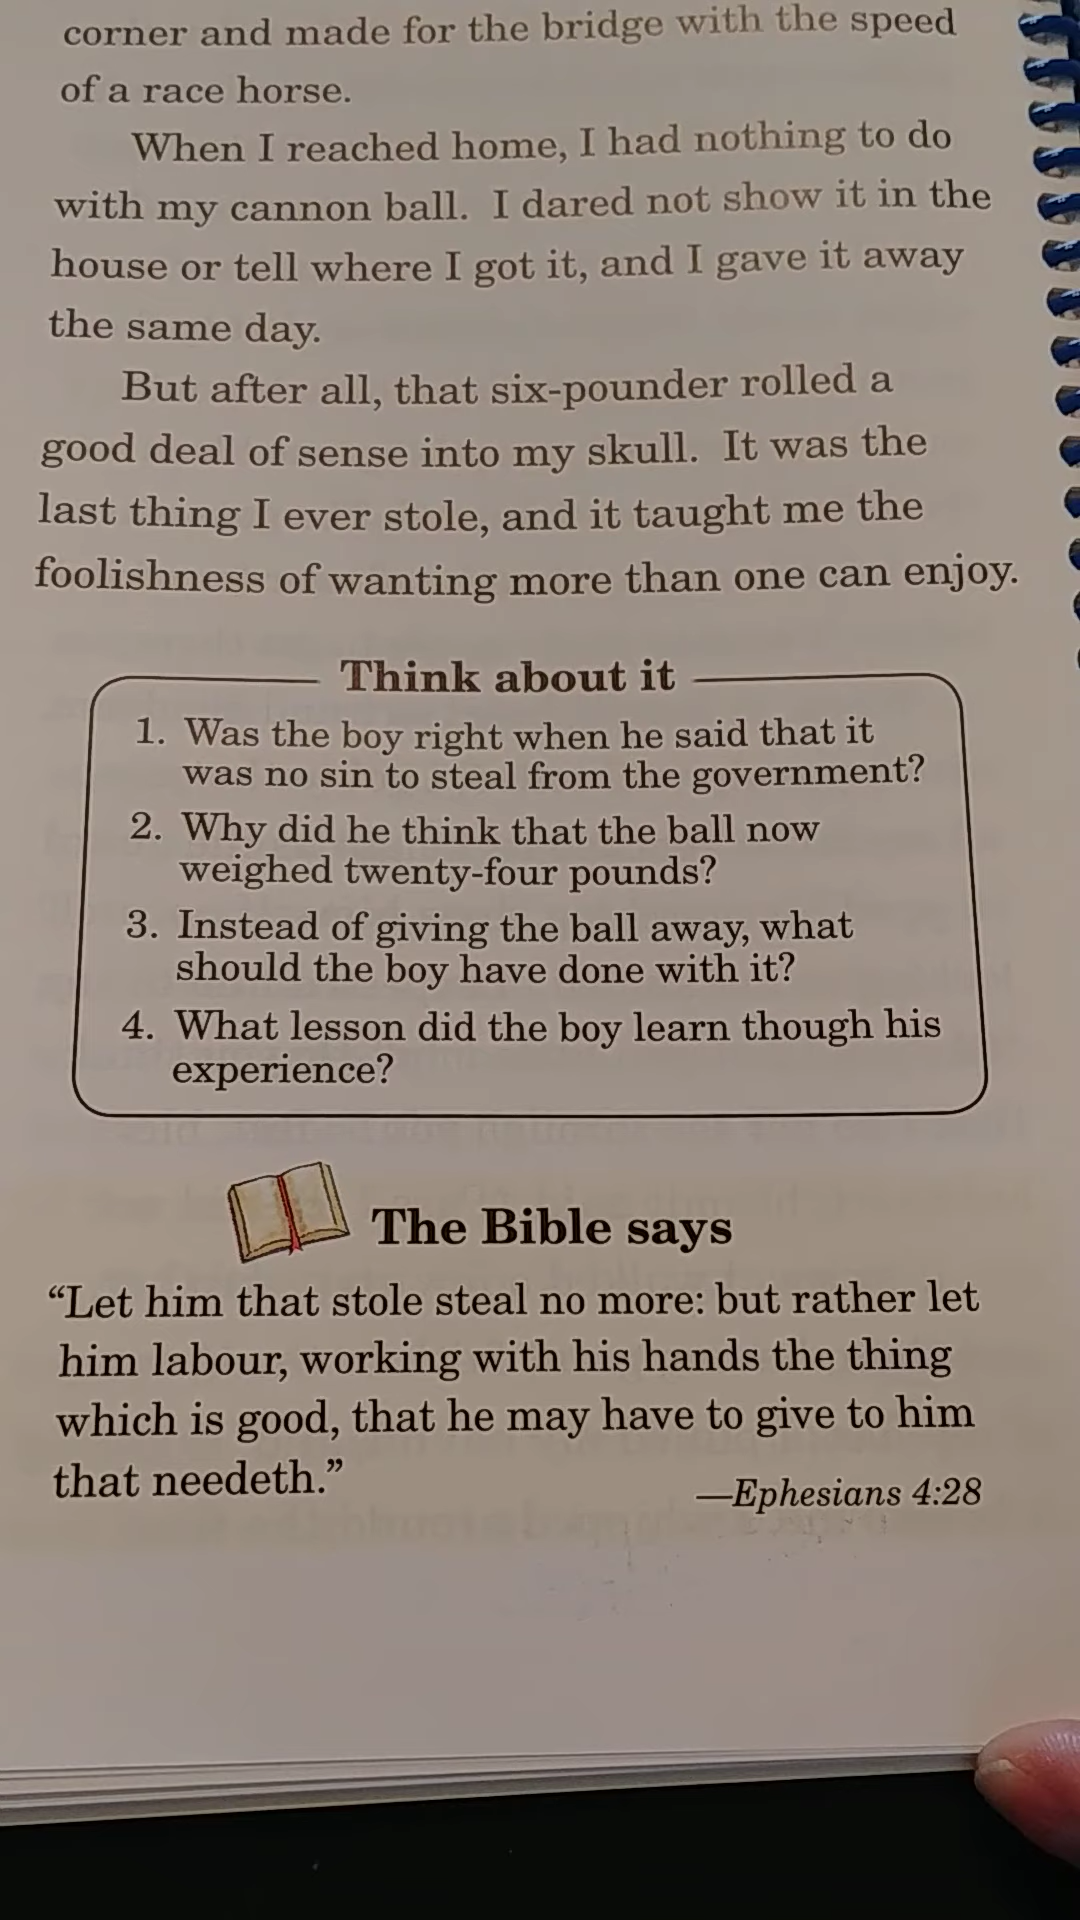 corner and made for the bridge with the speed
of a race horse.
When I reached home, I had nothing to do
with my cannon ball. I dared not show it in the
house or tell where I got it, and I gave it away
the same day.
But after all, that six-pounder rolled a
good deal of sense into my skull. It was the
last thing I ever stole, and it taught me the
foolishness of wanting more than one can enjoy.
Think about it
1. Was the boy right when he said that it
was no sin to steal from the government?
2. Why did he think that the ball now
weighed twenty-four pounds?
3. Instead of giving the ball away, what
should the boy have done with it?
4. What lesson did the boy learn though his
experience?
The Bible says
“Let him that stole steal no more: but rather let
him labour, working with his hands the thing
which is good, that he may have to give to him
that needeth.”
—Ephesians 4:28